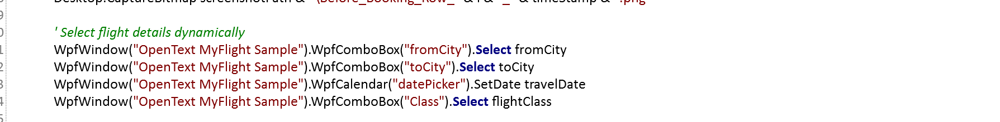 Desktop.CaptureBitmap screenshotPath & "\Before_Booking_Row_" & i & "_" & timestamp & ".png"
' Select flight details dynamically
WpfWindow("OpenText MyFlight Sample").WpfComboBox("fromCity").Select fromCity
WpfWindow("OpenText MyFlight Sample").WpfComboBox("toCity").Select toCity
WpfWindow("OpenText MyFlight Sample").WpfCalendar("datePicker").SetDate travelDate
WpfWindow("OpenText MyFlight Sample").WpfComboBox("Class").Select flightClass